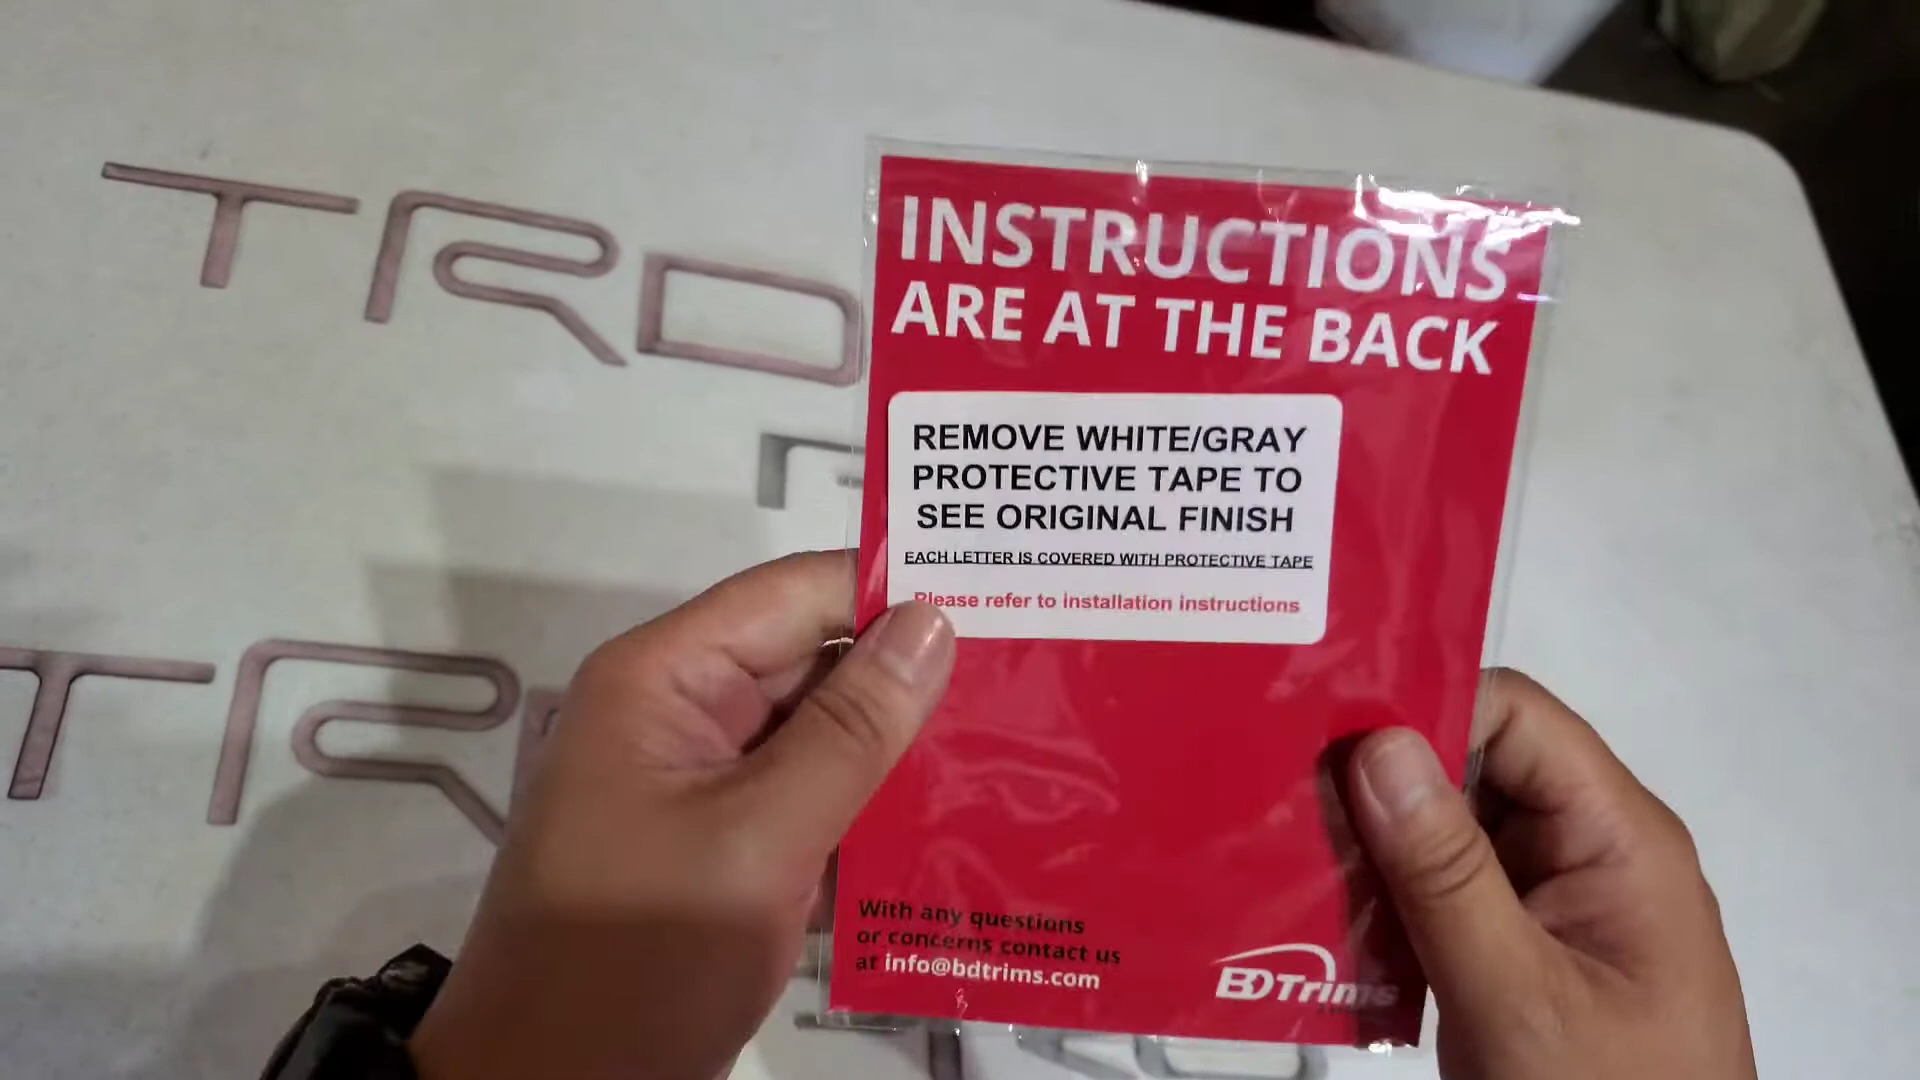 TRD
INSTRUCTIONS
ARE AT THE BACK
REMOVE WHITE/GRAY
PROTECTIVE TAPE TO
SEE ORIGINAL FINISH
EACH LETTER IS COVERED WITH PROTECTIVE TAPE
Please refer to installation instructions
TR
With any questions
or concerns contact us
at info@bdtrims.com
BDTrims